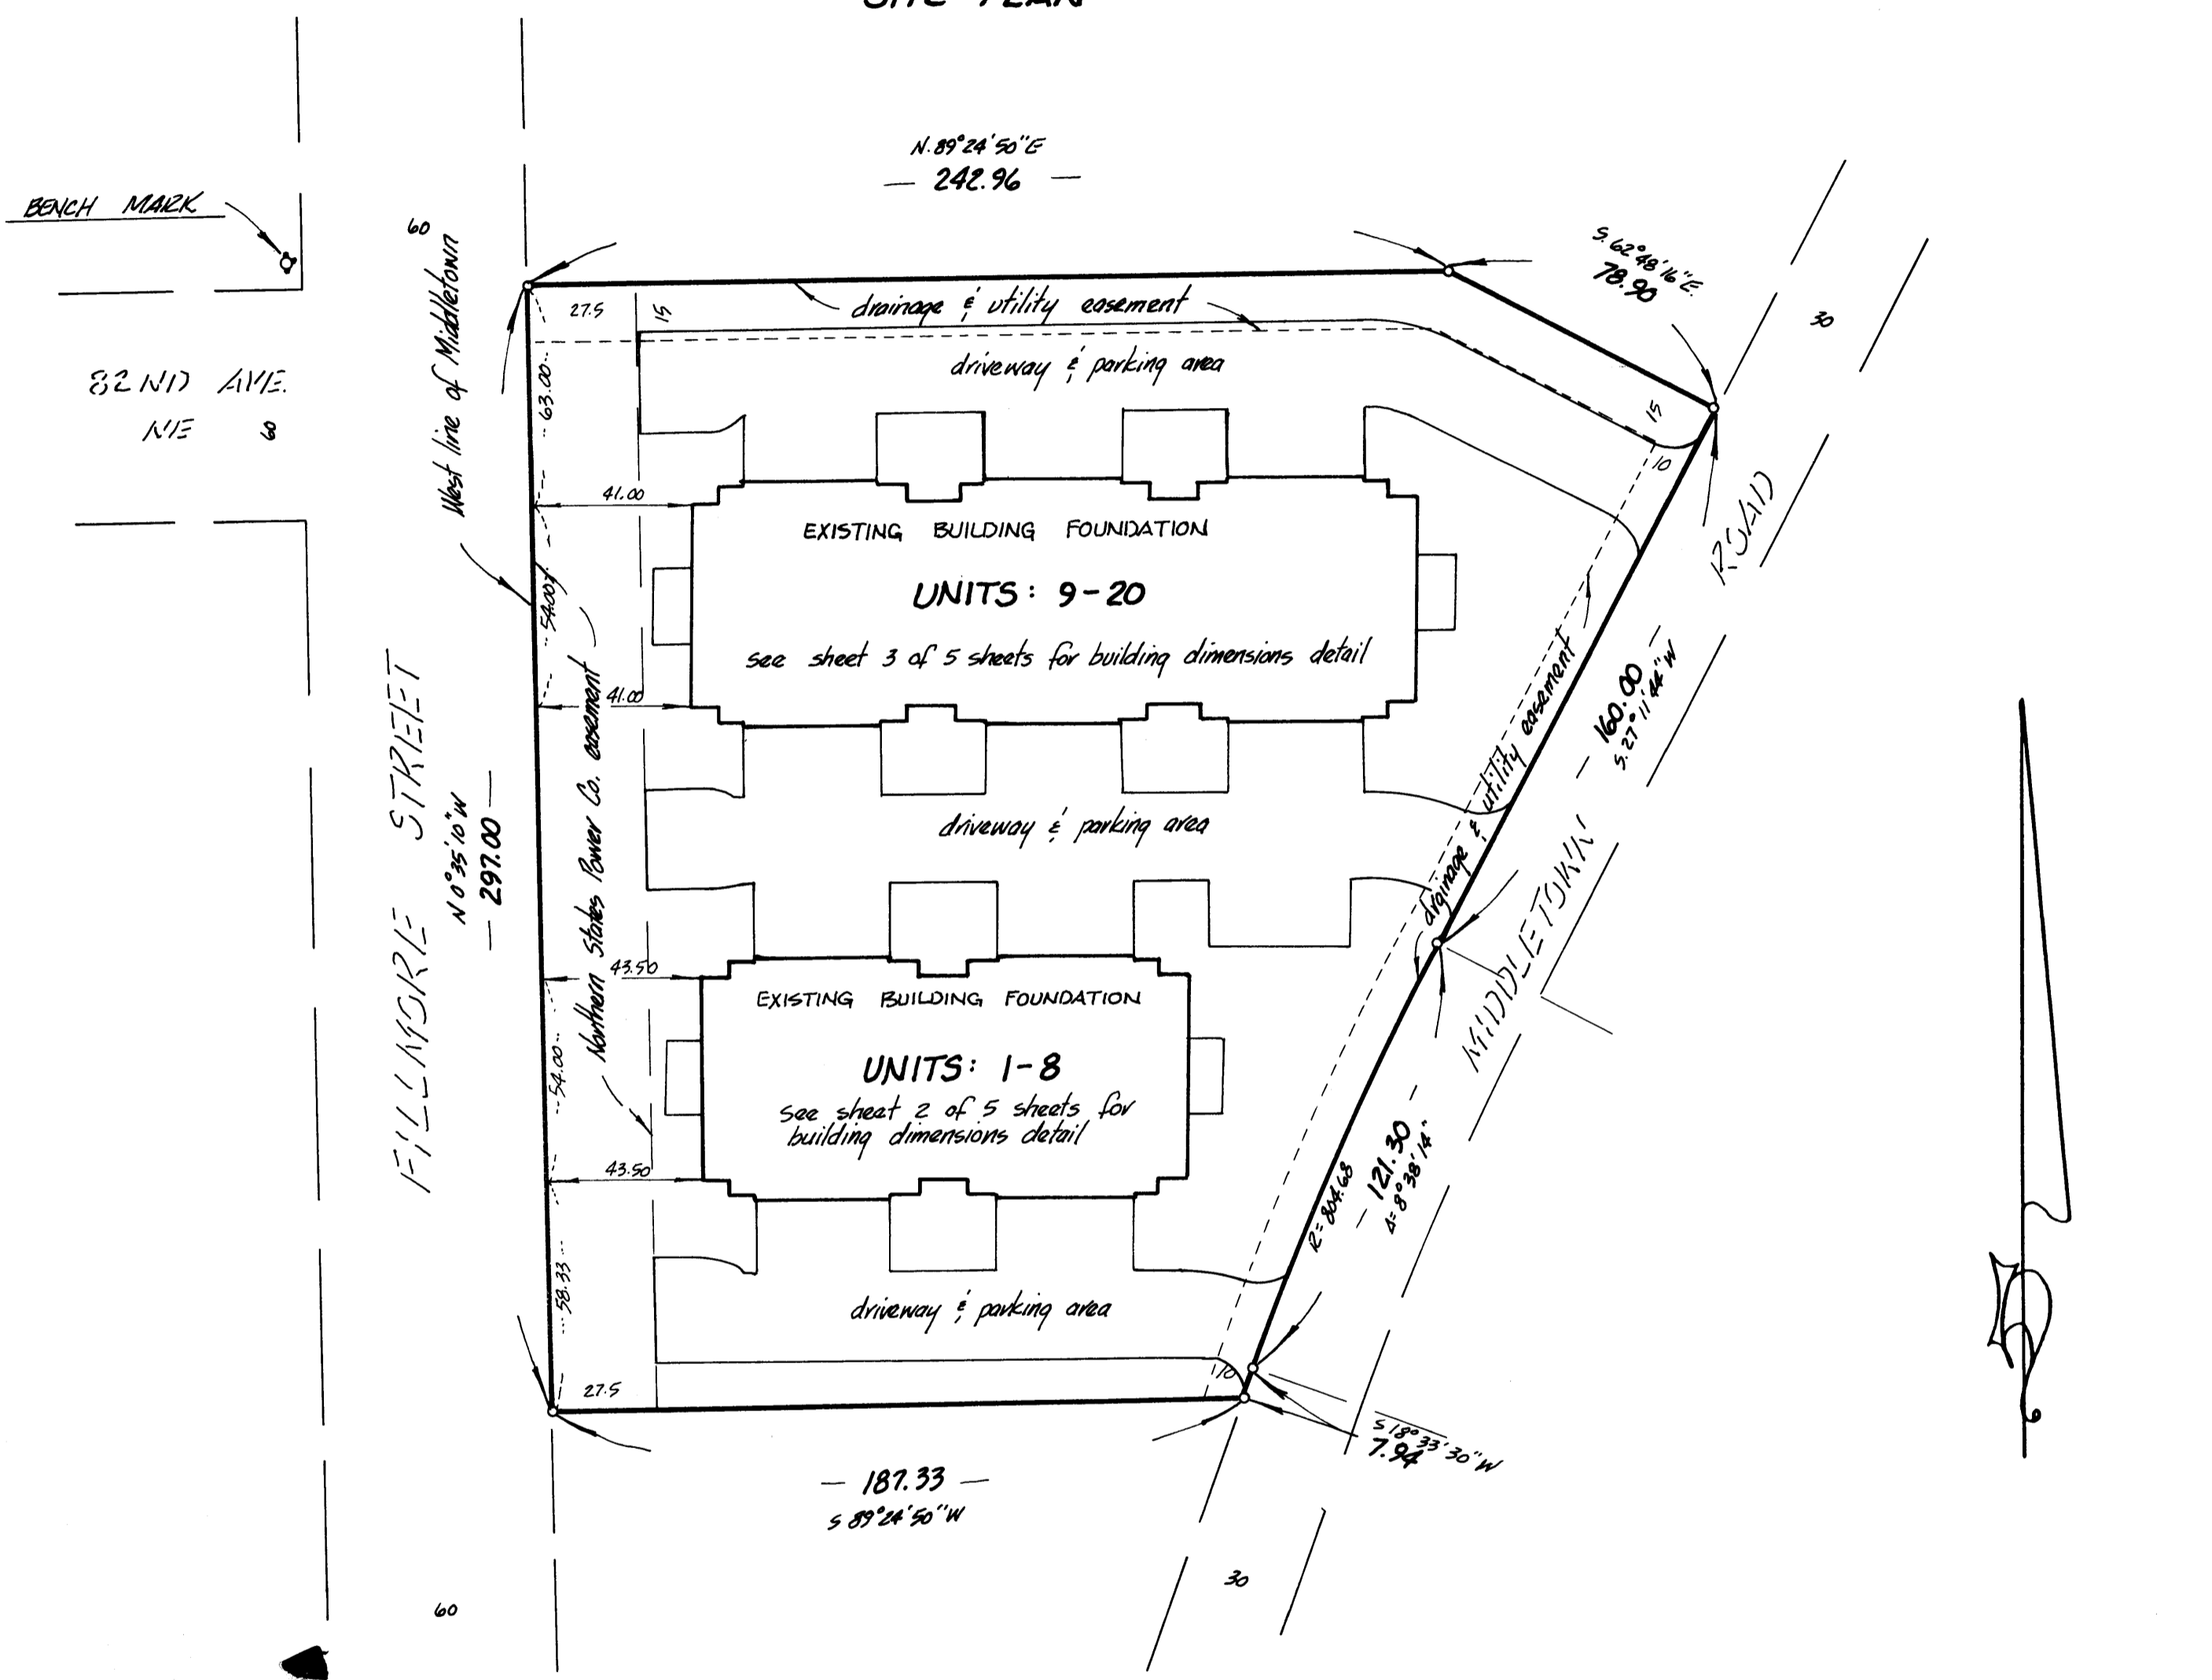 SITE PLAN
N. 89°24'50"E
242.96
BENCH MARK
60
West line of Middletown
S. 62°48'16"E.
78.90
30
27.5
15
drainage & utility easement
driveway & parking area
82ND AVE.
NE 60
63.00
15
10
41.00
EXISTING BUILDING FOUNDATION
UNITS: 9-20
see sheet 3 of 5 sheets for building dimensions detail
54.00
41.00
ROAD
160.00
S. 27°11'44"W
drainage & utility easement
FILLMORE STREET
N 0°35'10"W
297.00
Northern States Power Co. easement
driveway & parking area
MIDDLETOWN
43.50
EXISTING BUILDING FOUNDATION
UNITS: 1-8
see sheet 2 of 5 sheets for
building dimensions detail
54.00
43.50
R=804.68
121.30
Δ=8°38'14"
58.33
driveway & parking area
27.5
10
S 18°33'30"W
7.94
187.33
S 89°24'50"W
30
60